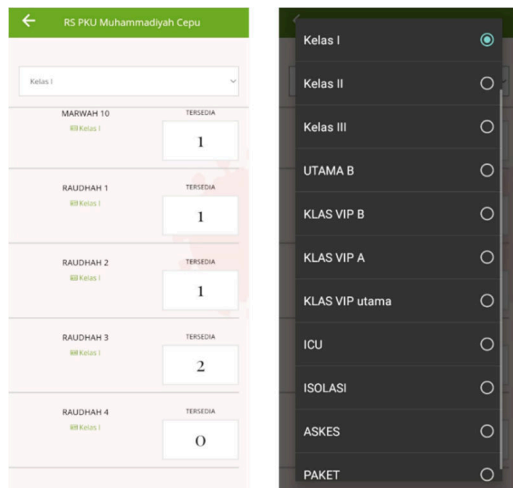 RS PKU Muhammadiyah Cepu
Kelas I
MARWAH 10
TERSEDIA
Kelas I
1
RAUDHAH 1
TERSEDIA
Kelas I
1
RAUDHAH 2
TERSEDIA
Kelas I
1
RAUDHAH 3
TERSEDIA
Kelas I
2
RAUDHAH 4
TERSEDIA
Kelas I
0
Kelas I
Kelas II
Kelas III
UTAMA B
KLAS VIP B
KLAS VIP A
KLAS VIP utama
ICU
ISOLASI
ASKES
PAKET